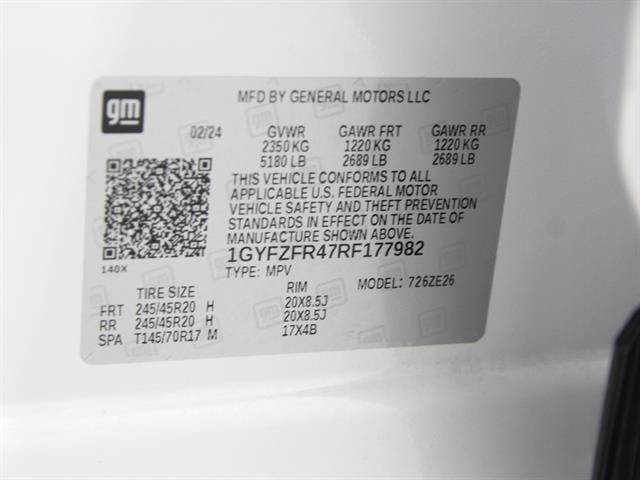 gm
MFD BY GENERAL MOTORS LLC
02/24 GVWR GAWR FRT GAWR RR
2350 KG 1220 KG 1220 KG
5180 LB 2689 LB 2689 LB
THIS VEHICLE CONFORMS TO ALL
APPLICABLE U.S. FEDERAL MOTOR
VEHICLE SAFETY AND THEFT PREVENTION
STANDARDS IN EFFECT ON THE DATE OF
MANUFACTURE SHOWN ABOVE.
140X
1GYFZFR47RF177982
TYPE: MPV MODEL: 726ZE26
TIRE SIZE RIM
FRT 245/45R20 H 20X8.5J
RR 245/45R20 H 20X8.5J
SPA T145/70R17 M 17X4B